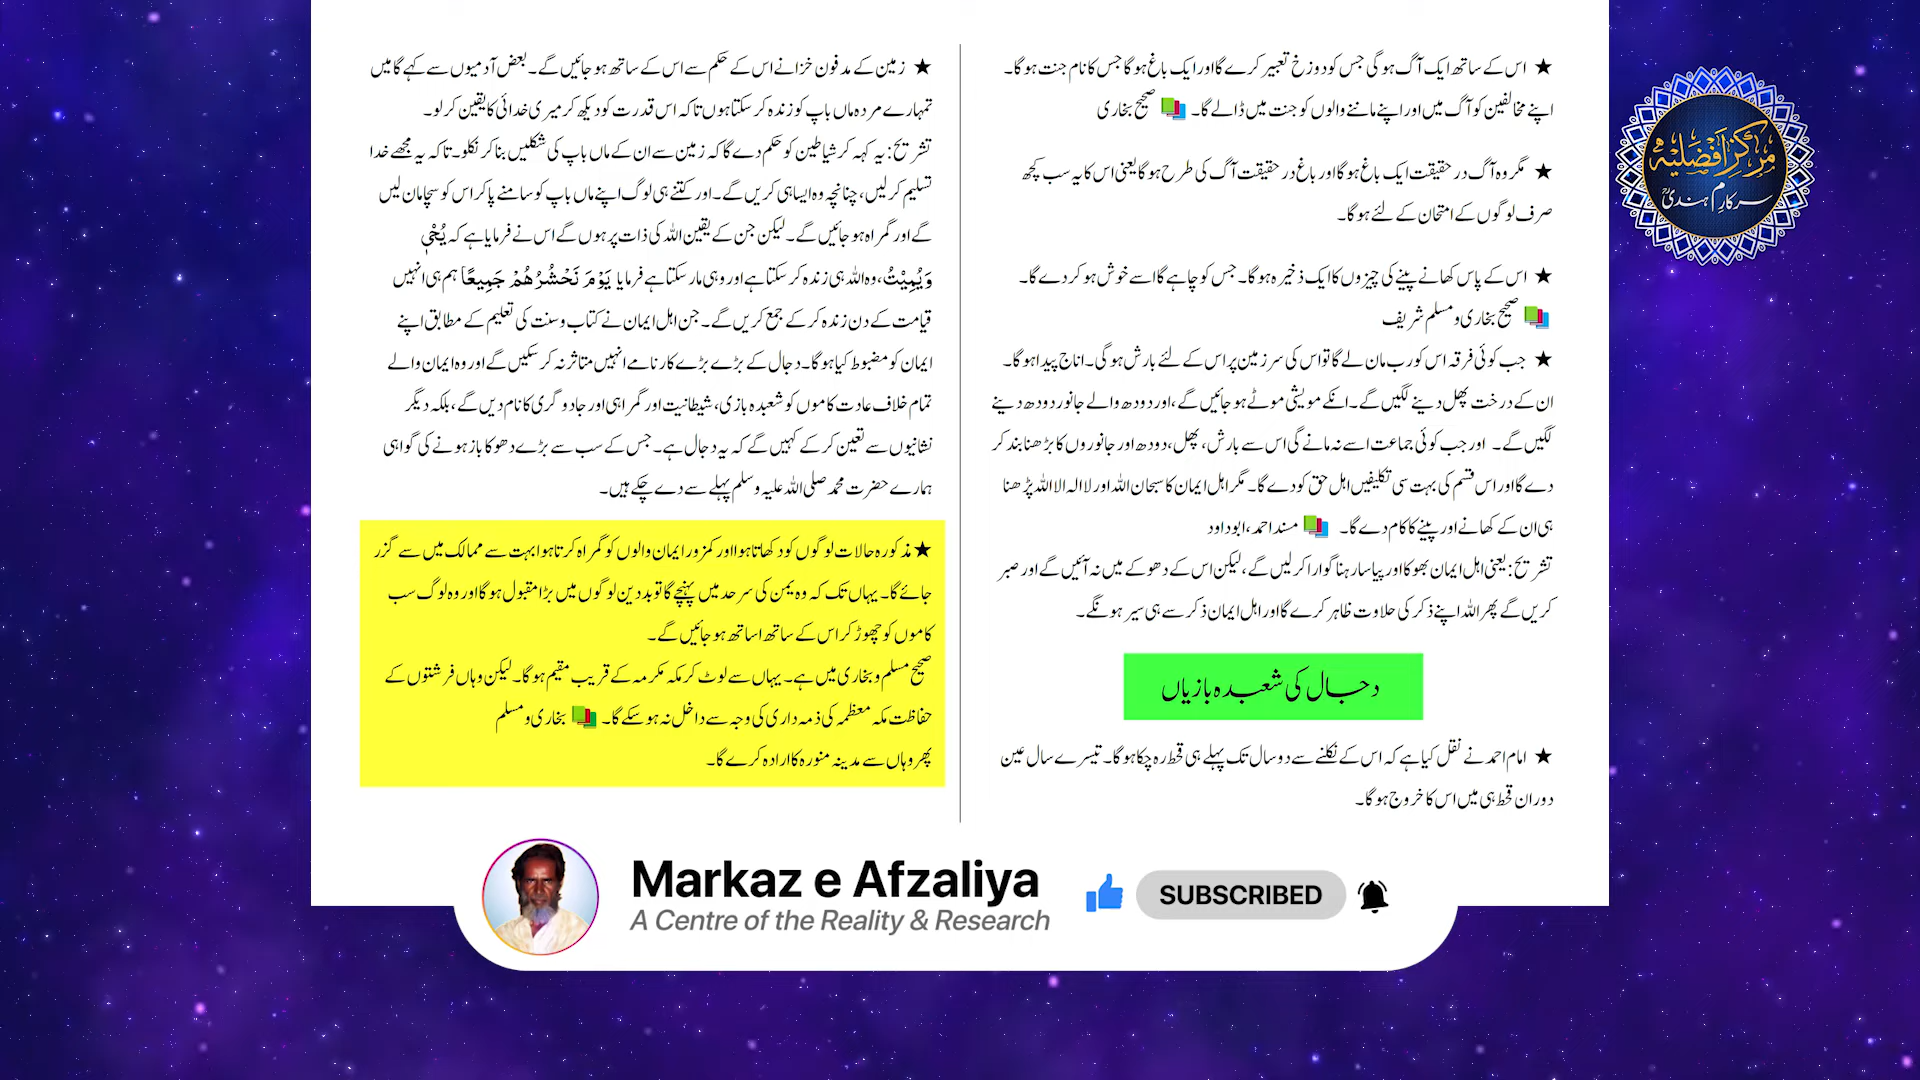 ★ اس کے ساتھ ایک آگ ہوگی جس کو دوزخ تعبیر کرے گا اور ایک باغ ہوگا جس کا نام جنت ہوگا۔
اپنے مخالفین کو آگ میں اور اپنے ماننے والوں کو جنت میں ڈالے گا۔ صحیح بخاری
★ مگر وہ آگ در حقیقت ایک باغ ہوگا اور باغ در حقیقت آگ کی طرح ہوگا یعنی اس کا یہ سب کچھ
صرف لوگوں کے امتحان کے لئے ہوگا۔
★ اس کے پاس کھانے پینے کی چیزوں کا ایک ذخیرہ ہوگا۔ جس کو چاہے گا اسے خوش ہو کر دے گا۔
صحیح بخاری و مسلم شریف
★ جب کوئی فرقہ اس کو رب مان لے گا تو اس کی سرزمین پر اس کے لئے بارش ہوگی۔ اناج پیدا ہوگا۔
ان کے درخت پھل دینے لگیں گے۔ انکے مویشی موٹے ہو جائیں گے، اور دودھ والے جانور دودھ دینے
لگیں گے۔ اور جب کوئی جماعت اسے نہ مانے گی اس سے بارش، پھل، دودھ اور جانوروں کا بڑھنا بند کر
دے گا اور اس قسم کی بہت سی تکلیفیں اہل حق کو دے گا۔ مگر اہل ایمان کا سبحان اللہ اور لا الہ الا اللہ پڑھنا
ہی ان کے کھانے اور پینے کا کام دے گا۔ مسند احمد، ابوداود
تشریح: یعنی اہل ایمان بھوکا اور پیاسا رہنا گوارا کرلیں گے، لیکن اس کے دھوکے میں نہ آئیں گے اور صبر
کریں گے پھر اللہ اپنے ذکر کی حلاوت ظاہر کرے گا اور اہل ایمان ذکر سے ہی سیر ہونگے۔
دجال کی شعبدہ بازیاں
★ امام احمد نے نقل کیا ہے کہ اس کے نکلنے سے دو سال تک پہلے ہی قحط رہ چکا ہوگا۔ تیسرے سال عین
دوران قحط ہی میں اس کا خروج ہوگا۔
★ زمین کے مدفون خزانے اس کے حکم سے اس کے ساتھ ہو جائیں گے۔ بعض آدمیوں سے کہے گا میں
تمہارے مردہ ماں باپ کو زندہ کر سکتا ہوں تاکہ اس قدرت کو دیکھ کر میری خدائی کا یقین کر لو۔
تشریح: یہ کہہ کر شیاطین کو حکم دے گا کہ زمین سے ان کے ماں باپ کی شکلیں بنا کر نکلو۔ تاکہ یہ مجھے خدا
تسلیم کرلیں، چنانچہ وہ ایسا ہی کریں گے۔ اور کتنے ہی لوگ اپنے ماں باپ کو سامنے پا کر اس کو سچا مان لیں
گے اور گمراہ ہو جائیں گے۔ لیکن جن کے یقین اللہ کی ذات پر ہوں گے اس نے فرمایا ہے کہ يُحْيٖ
وَيُمِيْتُ، وہ اللہ ہی زندہ کر سکتا ہے اور وہی مار سکتا ہے فرمایا يَوْمَ نَحْشُرُهُمْ جَمِيعًا ہم ہی انہیں
قیامت کے دن زندہ کر کے جمع کریں گے۔ جن اہل ایمان نے کتاب و سنت کی تعلیم کے مطابق اپنے
ایمان کو مضبوط کیا ہوگا۔ دجال کے بڑے بڑے کارنامے انہیں متاثر نہ کر سکیں گے اور وہ ایمان والے
تمام خلاف عادت کاموں کو شعبدہ بازی، شیطانیت اور گمراہی اور جادو گری کا نام دیں گے، بلکہ دیگر
نشانیوں سے تعین کر کے کہیں گے کہ یہ دجال ہے۔ جس کے سب سے بڑے دھوکا باز ہونے کی گواہی
ہمارے حضرت محمد صلی اللہ علیہ وسلم پہلے سے دے چکے ہیں۔
★ مذکورہ حالات لوگوں کو دکھاتا ہوا اور کمزور ایمان والوں کو گمراہ کرتا ہوا بہت سے ممالک میں سے گزر
جائے گا۔ یہاں تک کہ وہ یمن کی سرحد میں پہنچے گا تو بد دین لوگوں میں بڑا مقبول ہوگا اور وہ لوگ سب
کاموں کو چھوڑ کر اس کے ساتھ اساتھ ہو جائیں گے۔
صحیح مسلم و بخاری میں ہے۔ یہاں سے لوٹ کر مکہ مکرمہ کے قریب مقیم ہوگا۔ لیکن وہاں فرشتوں کے
حفاظت مکہ معظمہ کی ذمہ داری کی وجہ سے داخل نہ ہو سکے گا۔ بخاری و مسلم
پھر وہاں سے مدینہ منورہ کا ارادہ کرے گا۔
مرکز افضلیہ
سرکارِم ہندیؒ
Markaz e Afzaliya
A Centre of the Reality & Research
SUBSCRIBED